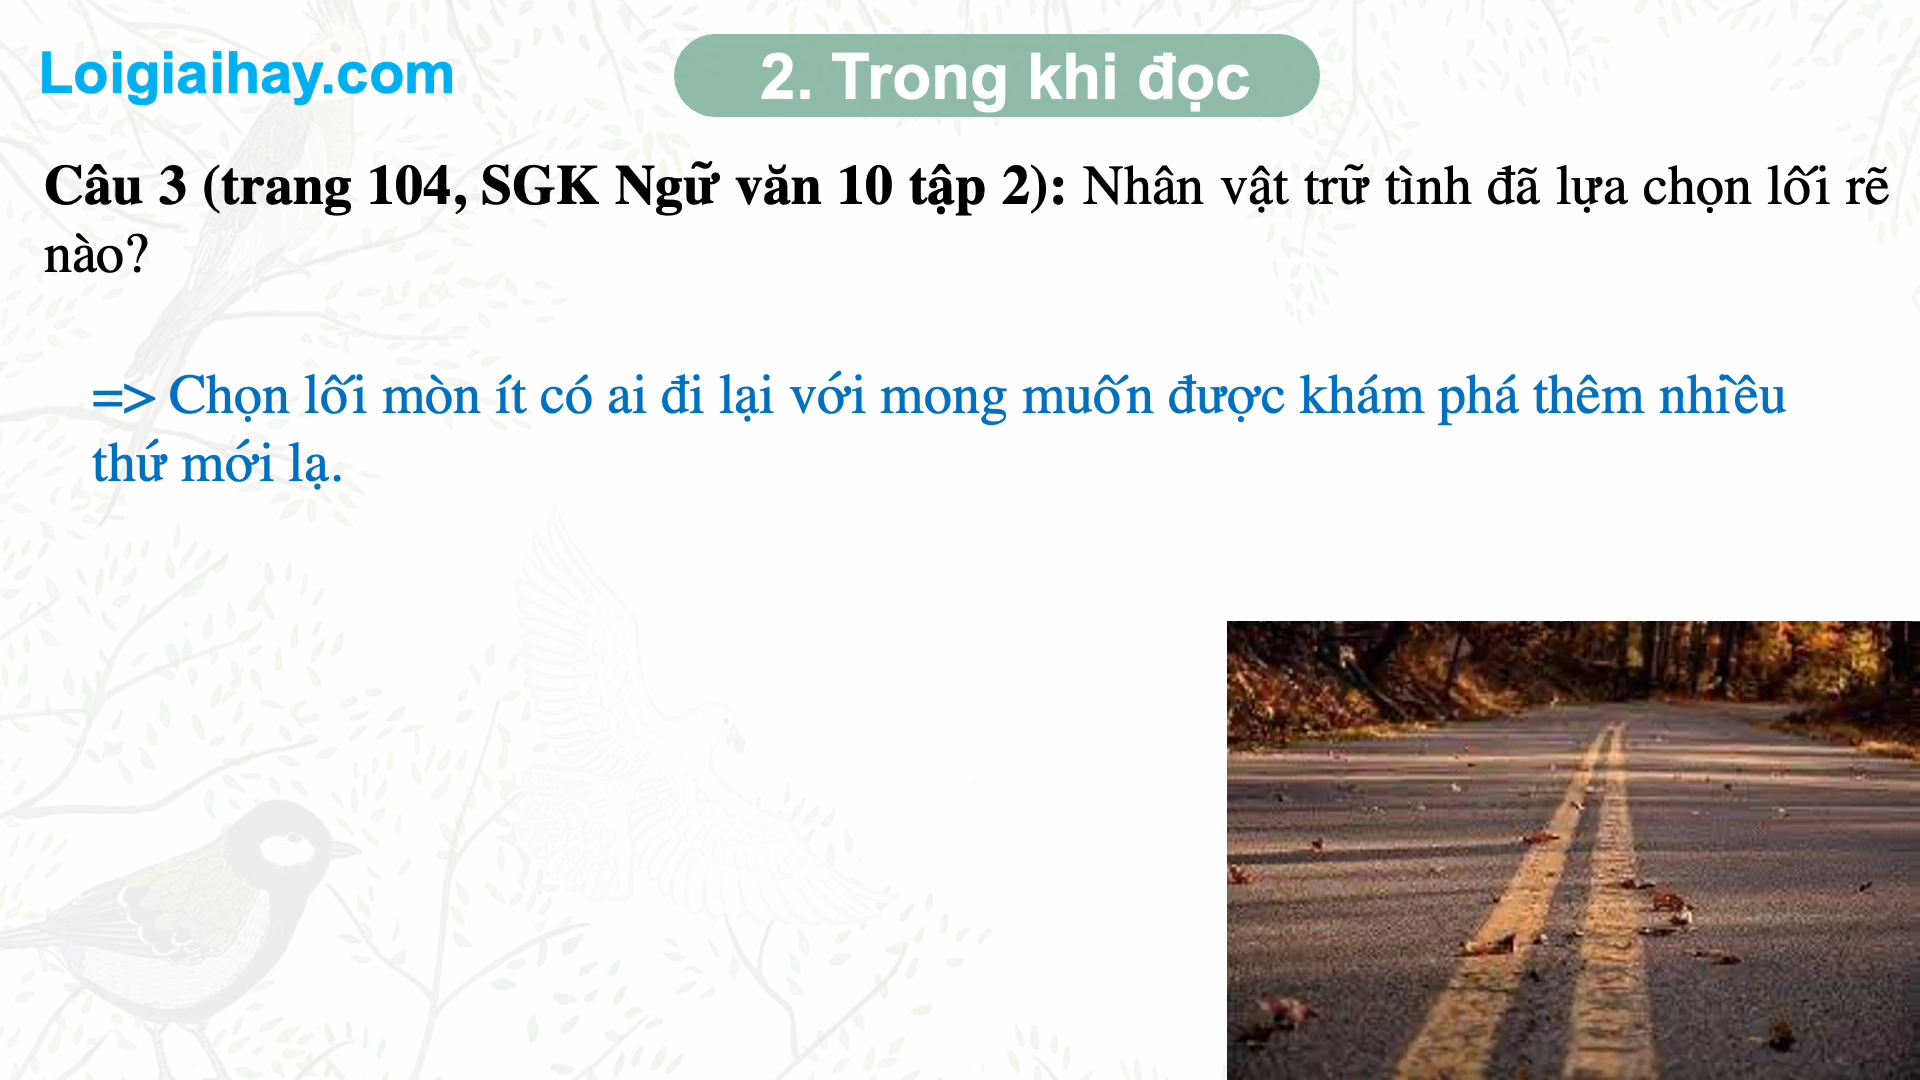 Loigiaihay.com
2. Trong khi đọc
Câu 3 (trang 104, SGK Ngữ văn 10 tập 2): Nhân vật trữ tình đã lựa chọn lối rẽ
nào?
=> Chọn lối mòn ít có ai đi lại với mong muốn được khám phá thêm nhiều
thứ mới lạ.